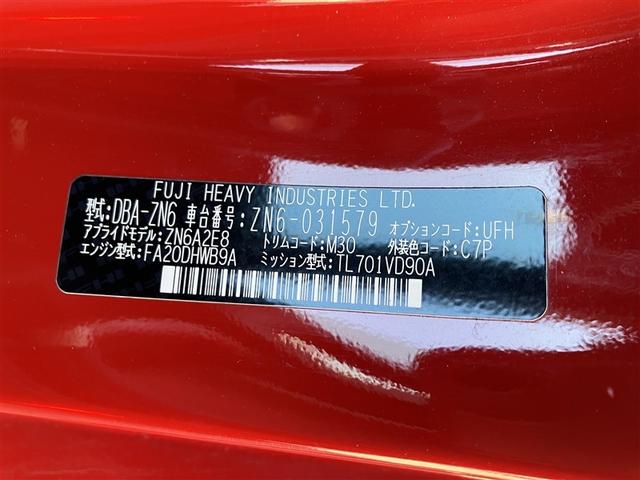 FUJI HEAVY INDUSTRIES LTD.
型式:DBA-ZN6 車台番号:ZN6-031579 オプションコード:UFH
アプライドモデル:ZN6A2E8 トリムコード:M30 外装色コード:C7P
エンジン型式:FA20DHWB9A ミッション型式:TL701VD90A